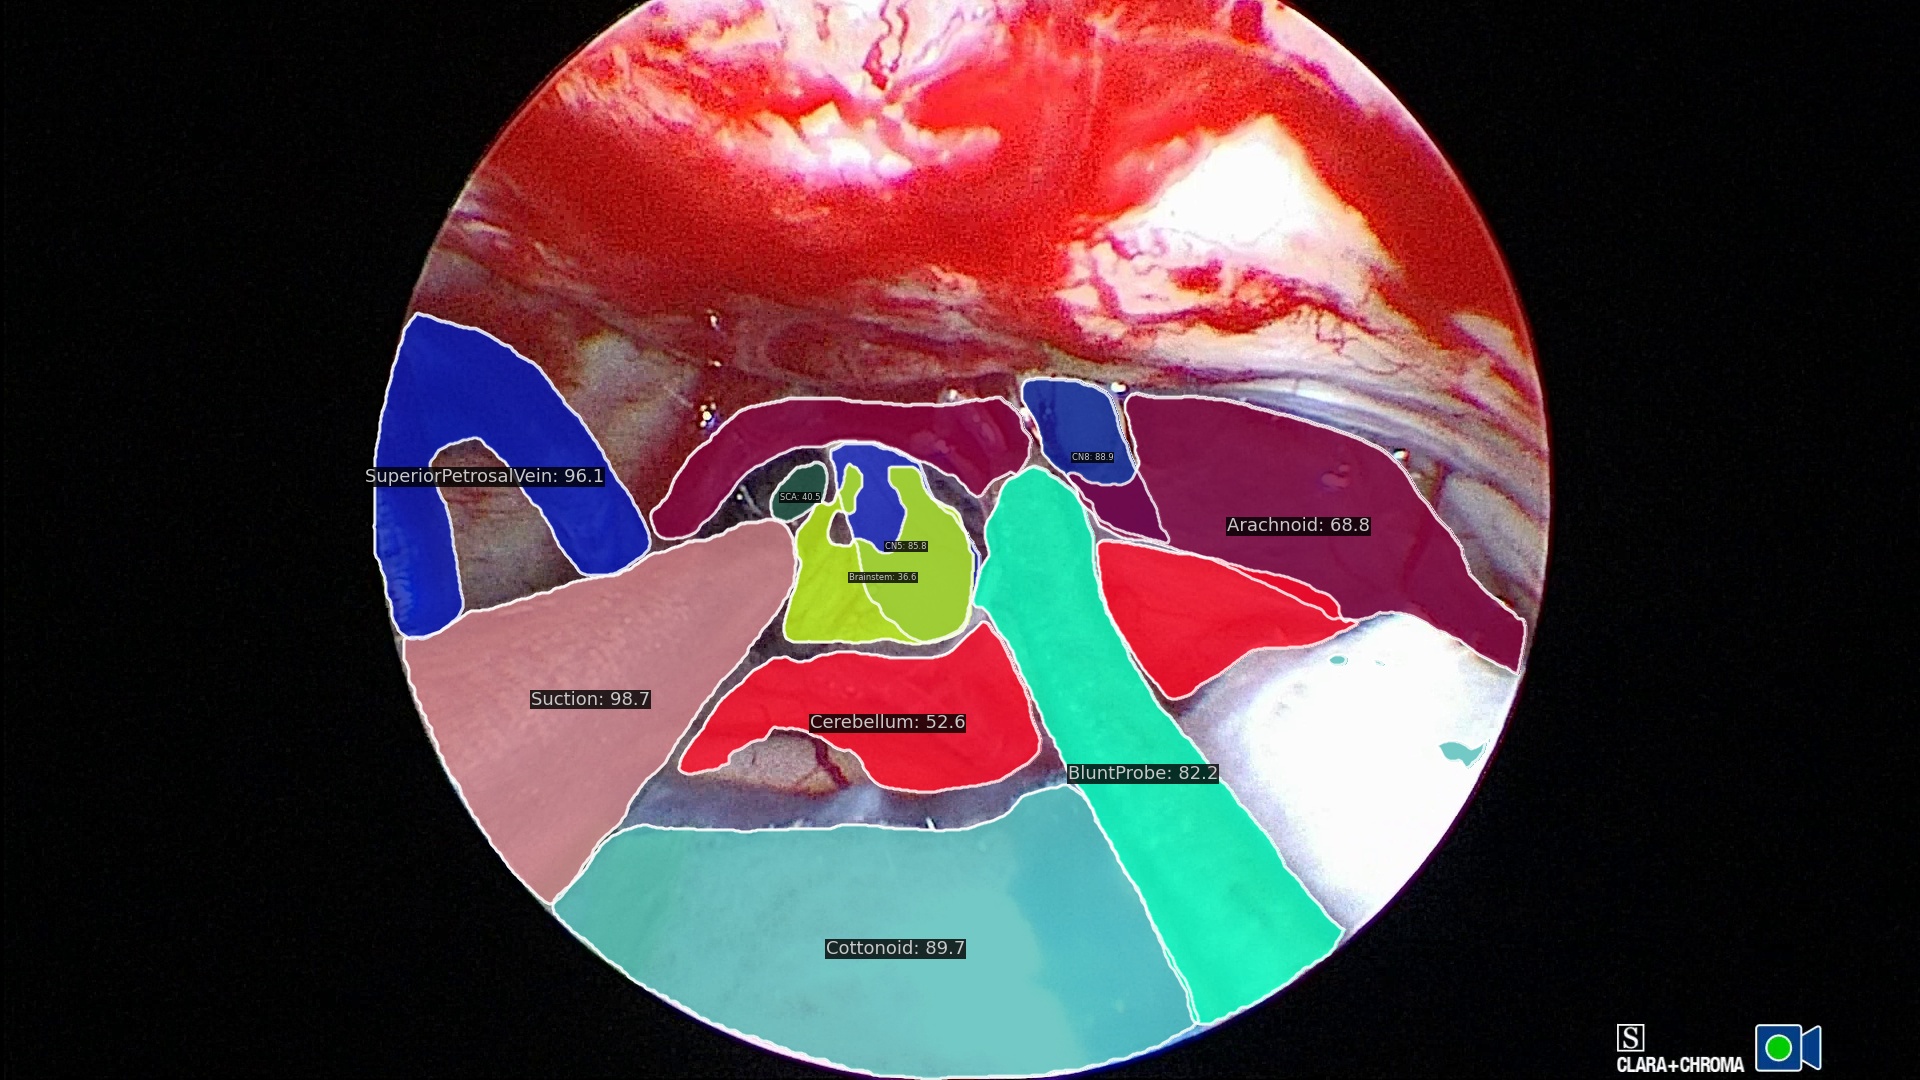 CN8: 88.9
SuperiorPetrosalVein: 96.1
SCA: 40.5
Arachnoid: 68.8
CN5: 85.8
Brainstem: 36.6
Suction: 98.7
Cerebellum: 52.6
BluntProbe: 82.2
Cottonoid: 89.7
S
CLARA+CHROMA